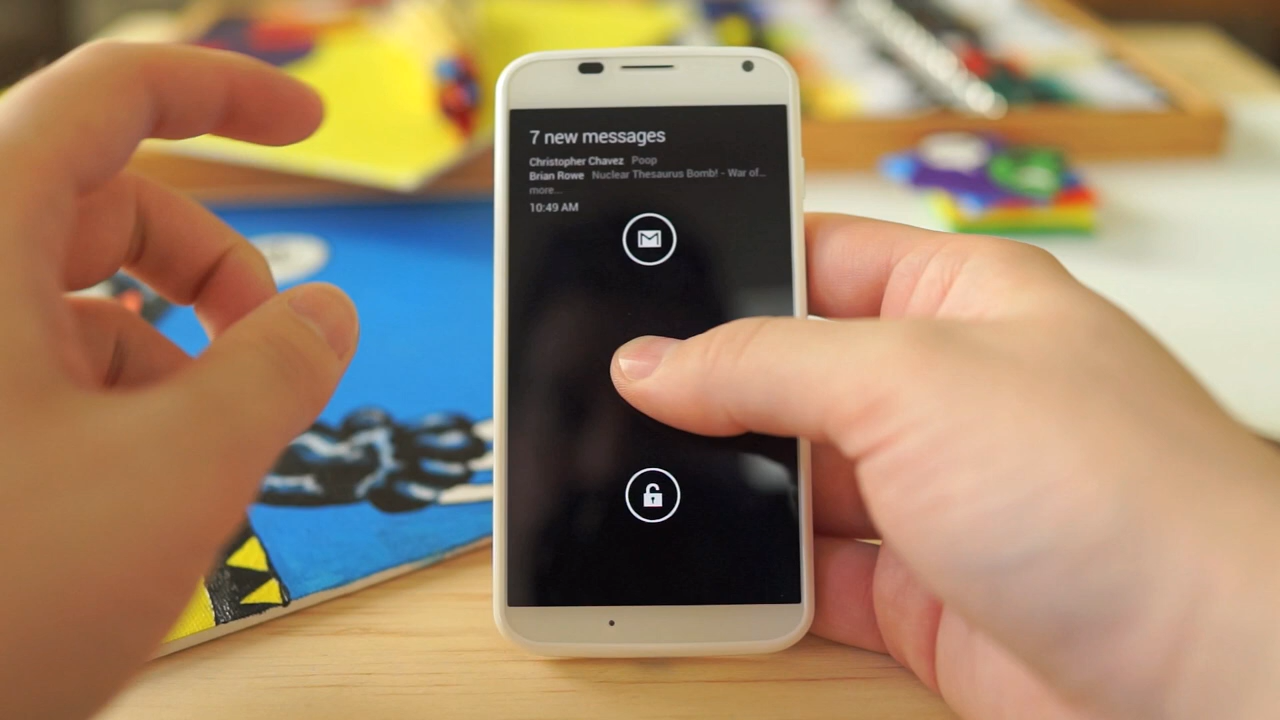 7 new messages
Christopher Chavez Poop
Brian Rowe Nuclear Thesaurus Bomb! - War of...
more...
10:49 AM